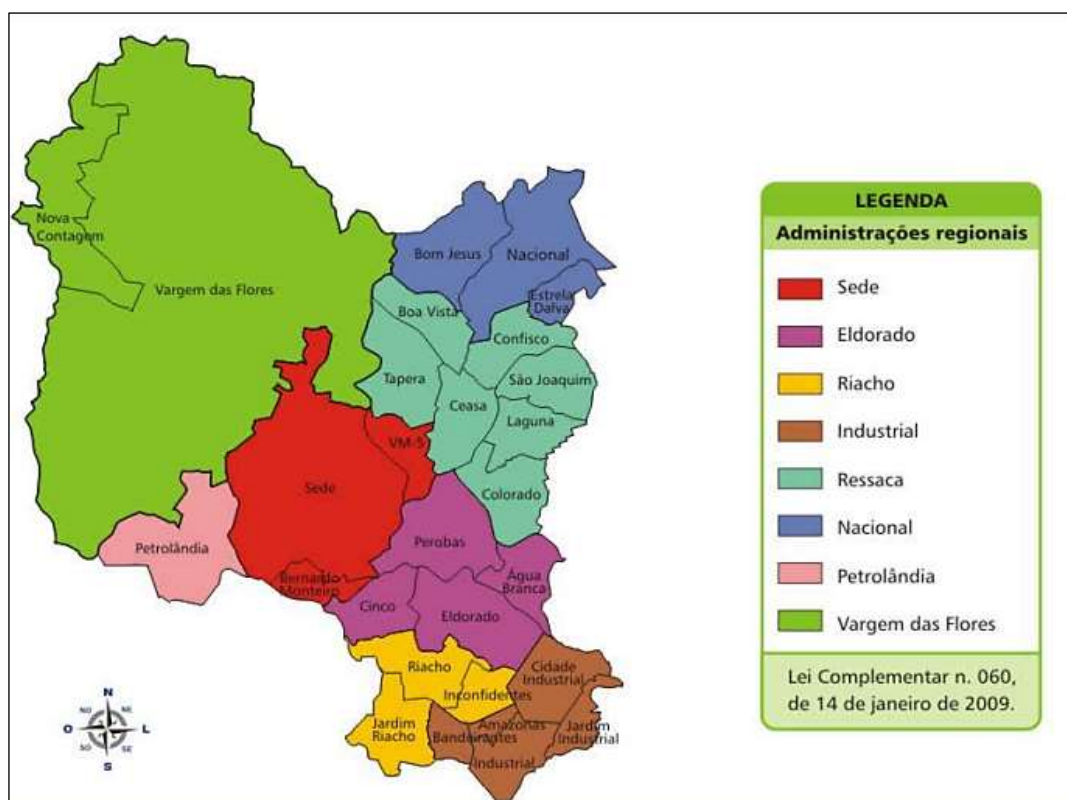 Nova
Contagem
Vargem das Flores
Bom Jesus
Nacional
Estrela
Dalva
Boa Vista
Confisco
Tapera
Ceasa
São Joaquim
Laguna
VM-5
Sede
Colorado
Petrolândia
Bernardo
Monteiro
Perobas
Água
Branca
Cinco
Eldorado
Riacho
Inconfidentes
Cidade
Industrial
Jardim
Riacho
Bandeirantes
Amazonas
Industrial
Jardim
Industrial
N
NO
NE
O
L
SO
SE
S
LEGENDA
Administrações regionais
Sede
Eldorado
Riacho
Industrial
Ressaca
Nacional
Petrolândia
Vargem das Flores
Lei Complementar n. 060,
de 14 de janeiro de 2009.